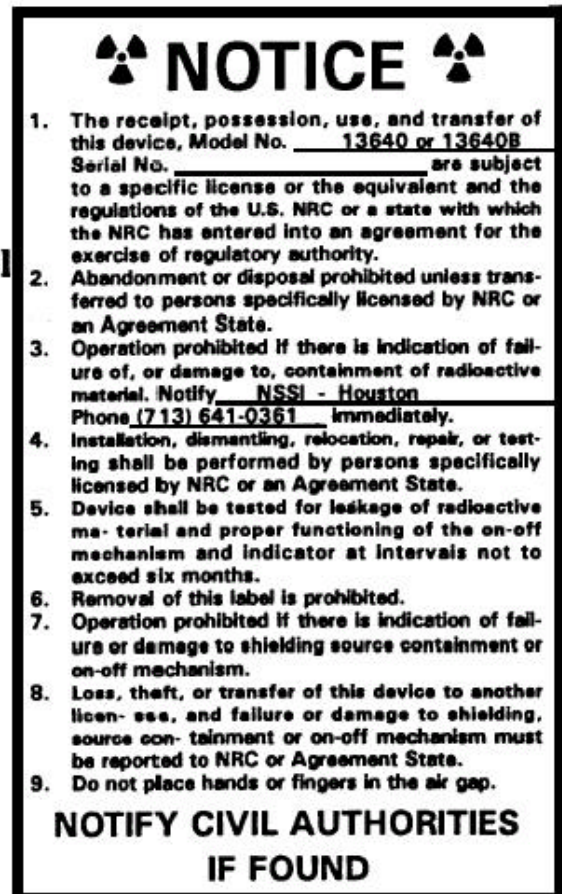 NOTICE
1. The receipt, possession, use, and transfer of
this device, Model No. 13640 or 13640B
Serial No. ____________ are subject
to a specific license or the equivalent and the
regulations of the U.S. NRC or a state with which
the NRC has entered into an agreement for the
exercise of regulatory authority.
2. Abandonment or disposal prohibited unless trans-
ferred to persons specifically licensed by NRC or
an Agreement State.
3. Operation prohibited if there is indication of fail-
ure of, or damage to, containment of radioactive
material. Notify NSSI - Houston
Phone (713) 641-0361 immediately.
4. Installation, dismantling, relocation, repair, or test-
ing shall be performed by persons specifically
licensed by NRC or an Agreement State.
5. Device shall be tested for leakage of radioactive
ma- terial and proper functioning of the on-off
mechanism and indicator at intervals not to
exceed six months.
6. Removal of this label is prohibited.
7. Operation prohibited if there is indication of fail-
ure or damage to shielding source containment or
on-off mechanism.
8. Loss, theft, or transfer of this device to another
licen- see, and failure or damage to shielding,
source con- tainment or on-off mechanism must
be reported to NRC or Agreement State.
9. Do not place hands or fingers in the air gap.
NOTIFY CIVIL AUTHORITIES
IF FOUND